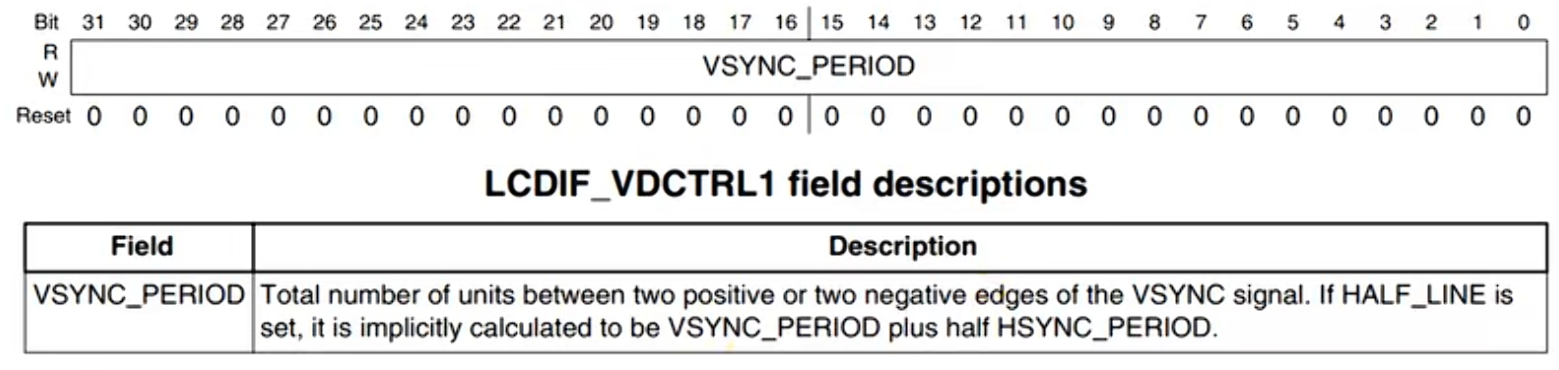 Bit 31 30 29 28 27 26 25 24 23 22 21 20 19 18 17 16 15 14 13 12 11 10 9 8 7 6 5 4 3 2 1 0
R
VSYNC_PERIOD
W
Reset 0 0 0 0 0 0 0 0 0 0 0 0 0 0 0 0 0 0 0 0 0 0 0 0 0 0 0 0 0 0 0 0
LCDIF_VDCTRL1 field descriptions
Field Description
VSYNC_PERIOD Total number of units between two positive or two negative edges of the VSYNC signal. If HALF_LINE is
set, it is implicitly calculated to be VSYNC_PERIOD plus half HSYNC_PERIOD.